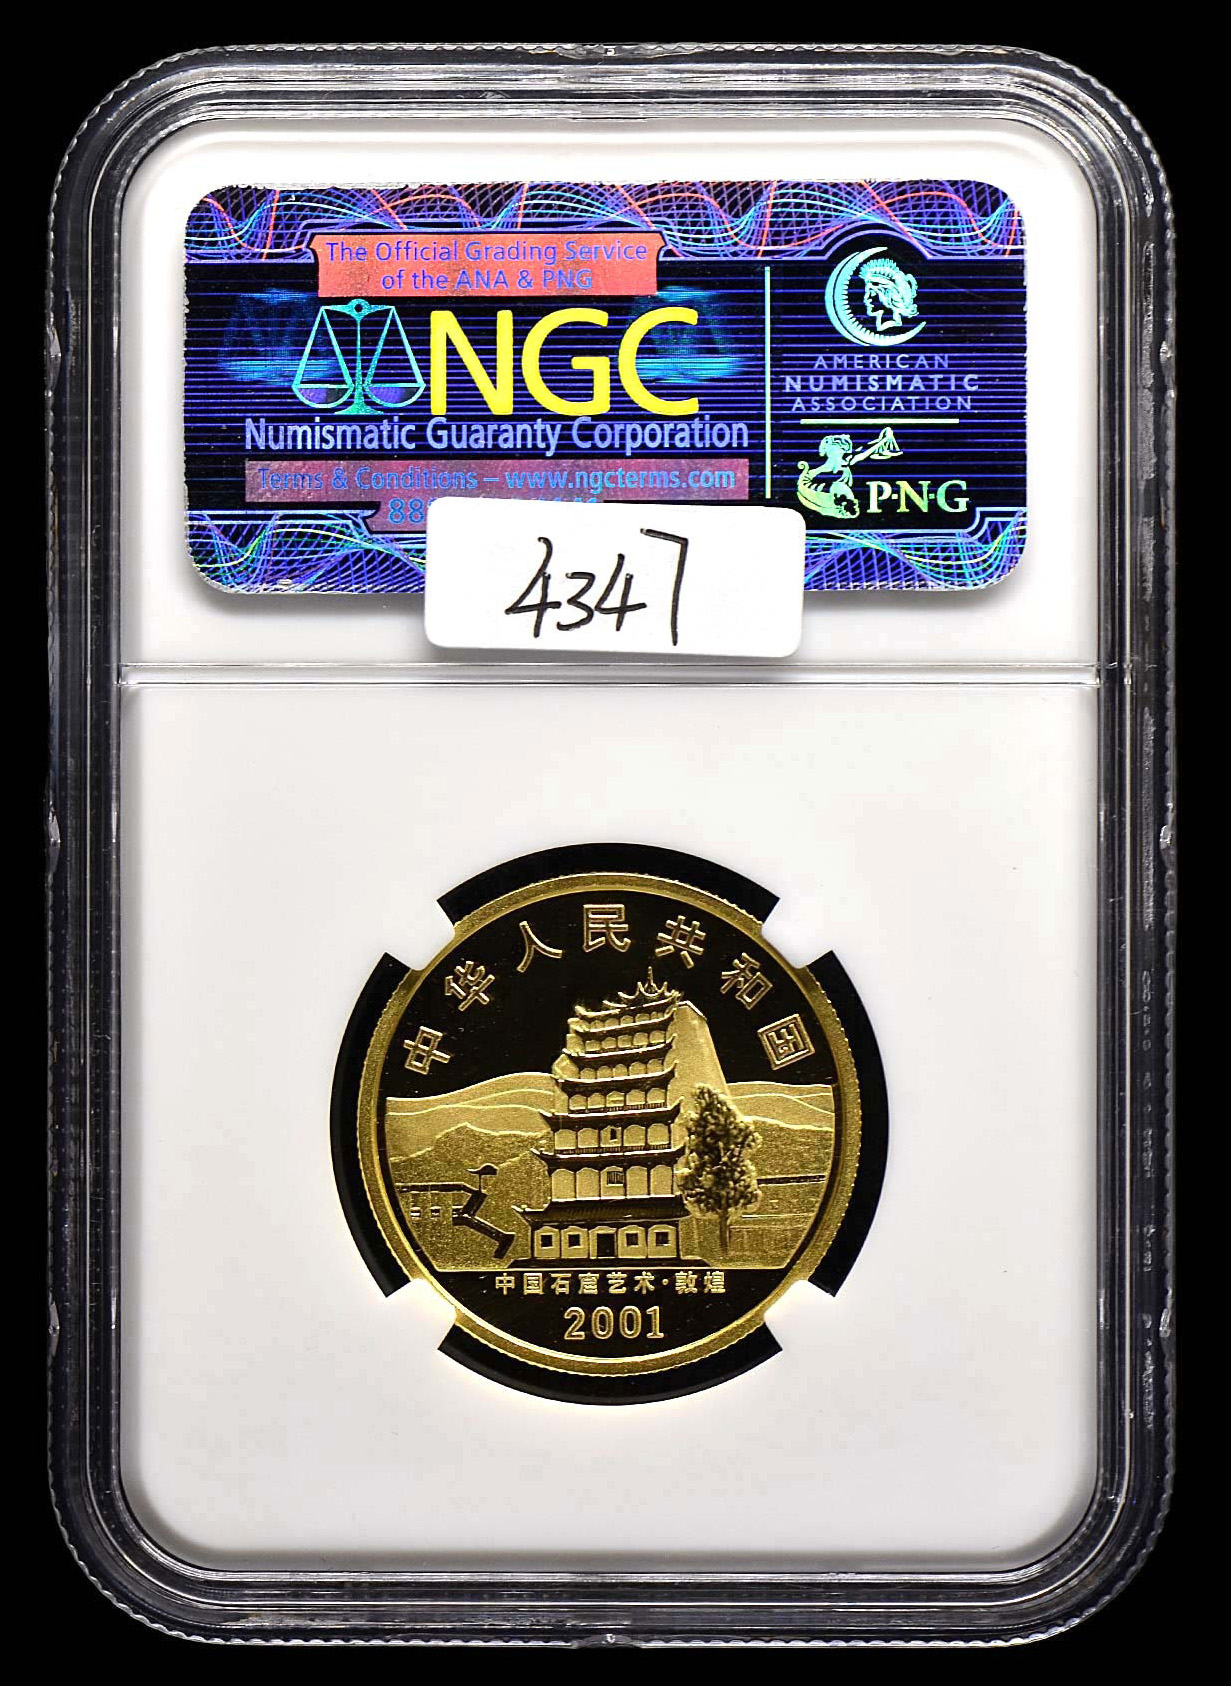 The Official Grading Service
of the ANA & PNG
NGC
Numismatic Guaranty Corporation
Terms & Conditions – www.ngcterms.com
AMERICAN
NUMISMATIC
ASSOCIATION
P·N·G
4347
中华人民共和国
中国石窟艺术·敦煌
2001